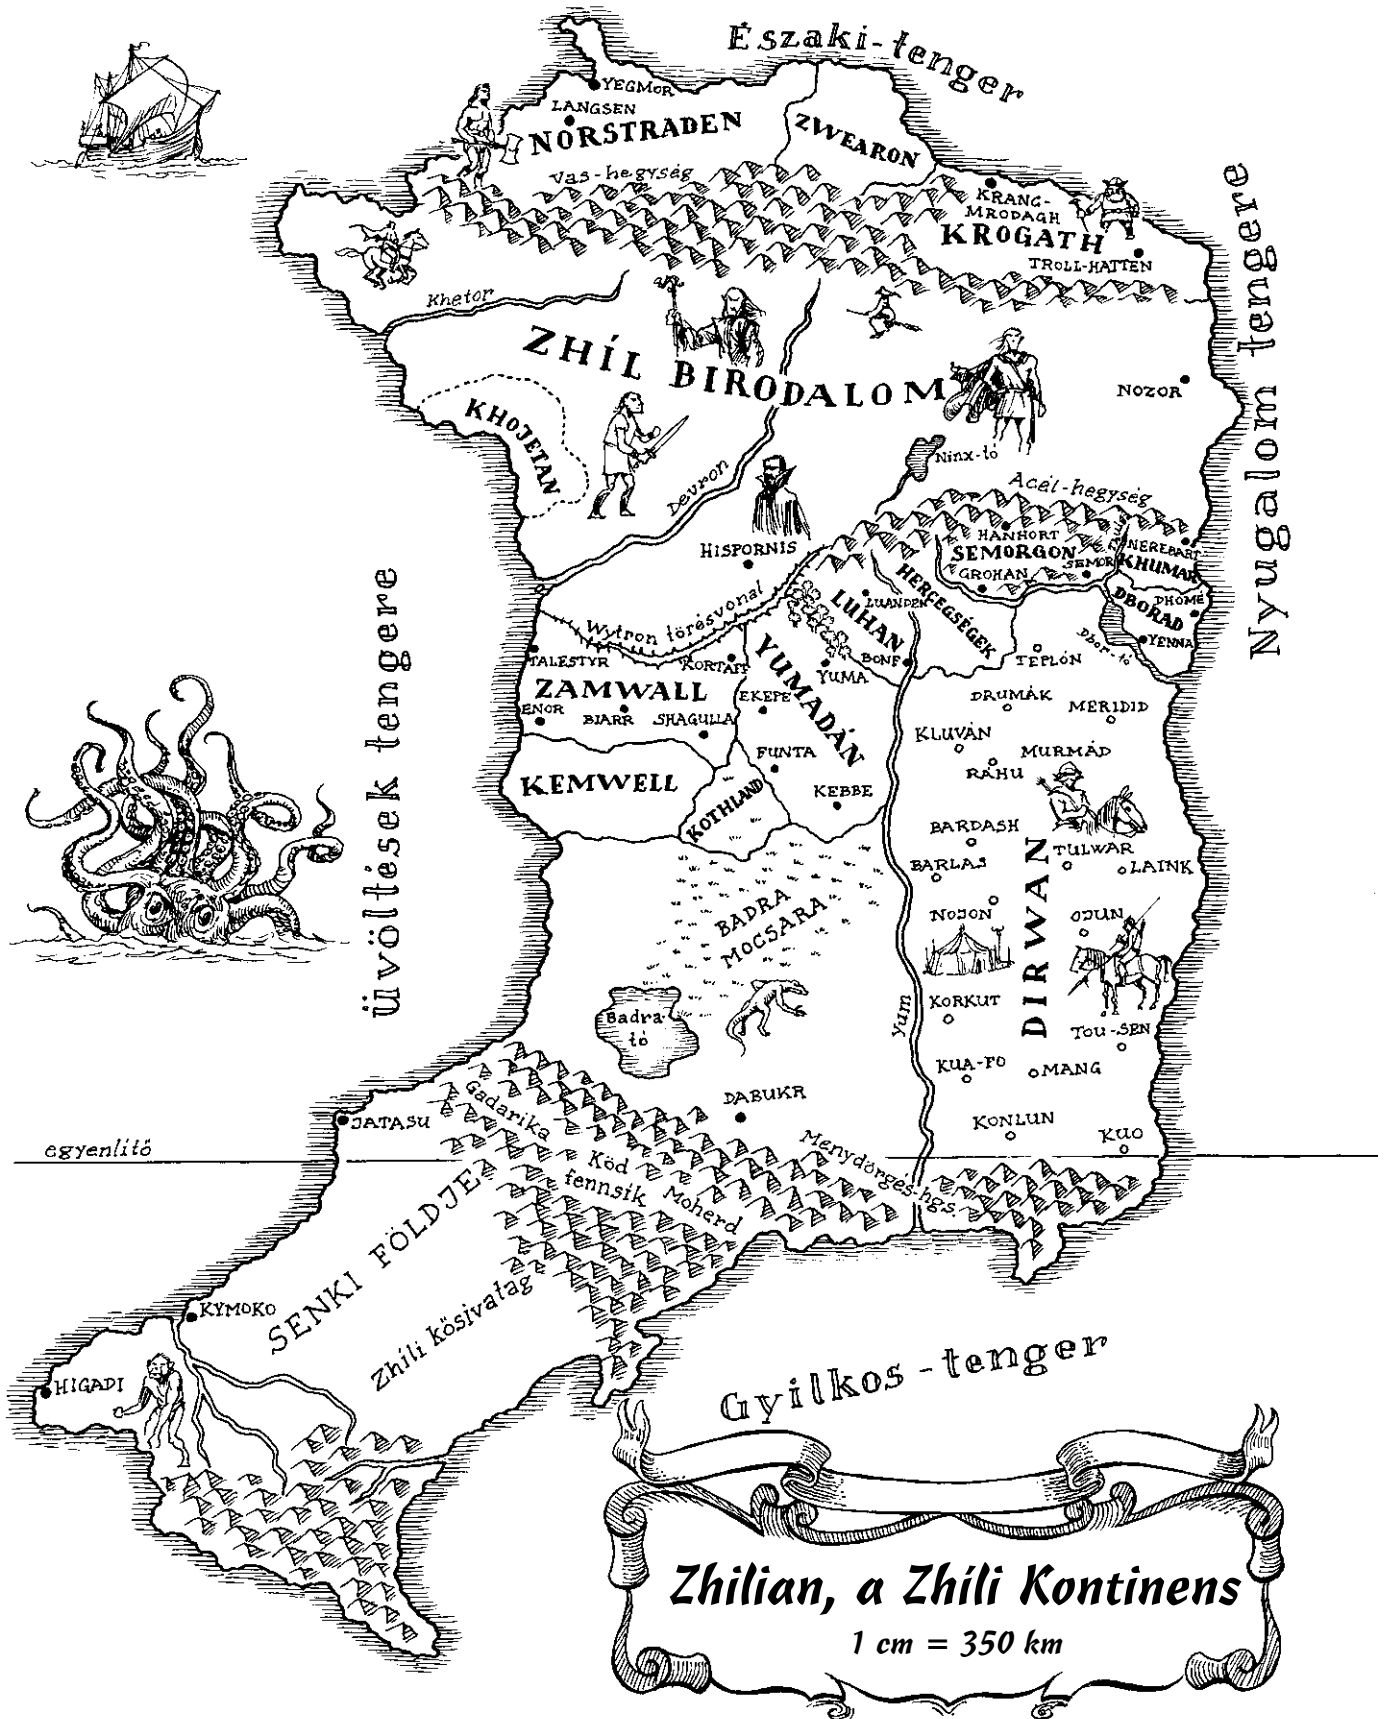 Északi-tenger
YEGMOR
LANGSEN
NORSTRADEN
ZWEARON
Vas-hegység
KRANG-
MRODAGH
KROGATH
TROLL-HATTEN
Nyugalom tengere
Khetor
ZHÍL BIRODALOM
NOZOR
KHOJETAN
Ninx-tó
Devron
Acél-hegység
HISPORNIS
HANHORT
SEMORGON
SEMOR
GROHAN
NEREBART
KHUMAR
HERCEGSÉGEK
LUANDEN
LUHAN
BONF
DBORAD
DHOMÉ
YENNA
Dbor-tó
Wytron törésvonal
üvöltések tengere
TALESTYR
KORTAFF
ZAMWALL
ENOR
BIARR
SHAGULLA
YUMADÁN
YUMA
EKEPE
FUNTA
KEBBE
TEPLÓN
DRUMÁK
MERIDID
KLUVÁN
MURMÁD
RÁHU
KEMWELL
KOTHLAND
BARDASH
TULWAR
BARLAS
LAINK
BADRA
MOCSARA
NOJON
OJUN
DIRWAN
Badra-
tó
Yum
KORKUT
TOU-SEN
KUA-FO
MANG
DABUKR
KONLUN
KUO
JATASU
Gadarika
egyenlítő
Köd
fennsík
Moherd
Menydörgés-hgs.
SENKI FÖLDJE
KYMOKO
Zhíli kősivatag
HIGADI
Gyilkos-tenger
Zhilian, a Zhíli Kontinens
1 cm = 350 km